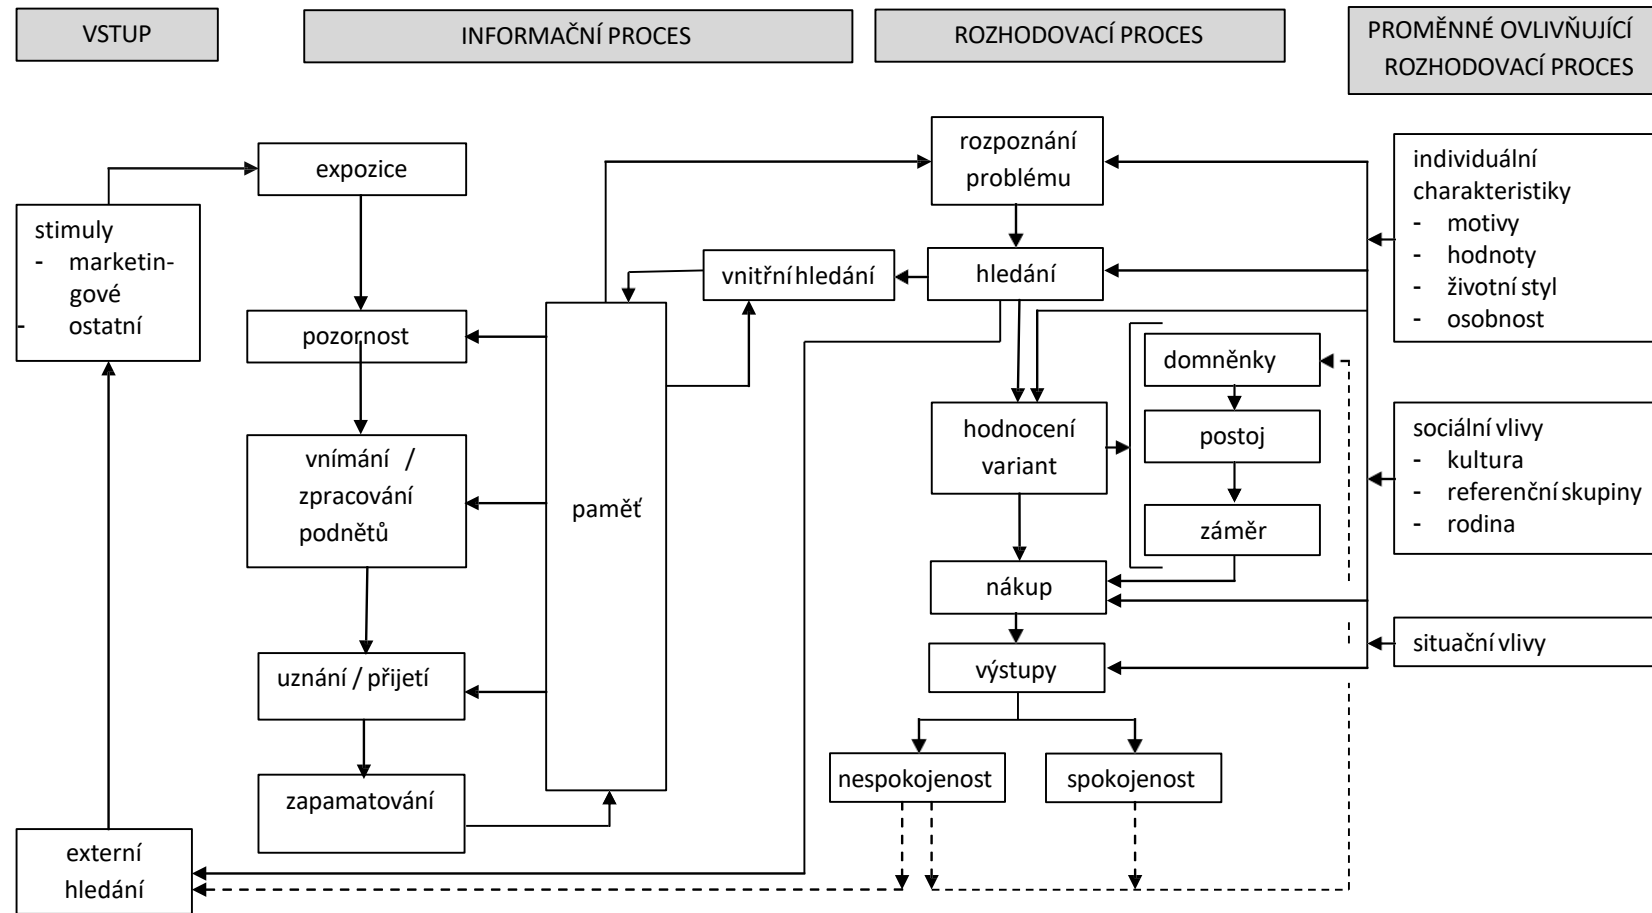 VSTUP
INFORMAČNÍ PROCES
ROZHODOVACÍ PROCES
PROMĚNNÉ OVLIVŇUJÍCÍ
ROZHODOVACÍ PROCES
stimuly
- marketin-
gové
- ostatní
externí
hledání
expozice
pozornost
vnímání /
zpracování
podnětů
uznání / přijetí
zapamatování
paměť
vnitřní hledání
rozpoznání
problému
hledání
hodnocení
variant
nákup
výstupy
nespokojenost
spokojenost
domněnky
postoj
záměr
individuální
charakteristiky
- motivy
- hodnoty
- životní styl
- osobnost
sociální vlivy
- kultura
- referenční skupiny
- rodina
situační vlivy